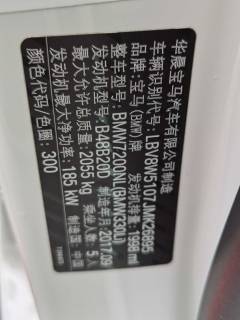 华晨宝马汽车有限公司制造
车辆识别代号: LBV8W5107JMK26895
品牌: 宝马(BMW)牌
整车型号: BMW7200NL(BMW330Li) 发动机排量: 1998 ml
发动机型号: B48B20D 制造年月: 2017.09
最大允许总质量: 2055 kg 乘坐人数: 5人
发动机最大净功率: 185 kW 制造国: 中国
颜色代码: 色圈: 300